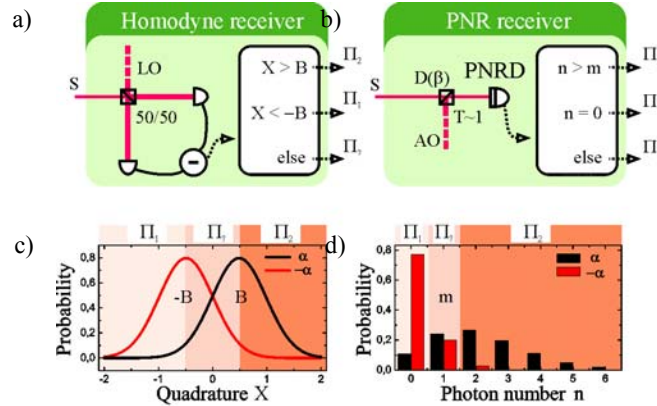 a) Homodyne receiver
S
LO
50/50
-
X > B
X < -B
else
Π₂
Π₁
Π?
b) PNR receiver
S
D(β)
PNRD
T~1
AO
n > m
n = 0
else
Π
Π
Π
c)
Π₁ Π? Π₂
Probability
0,8
0,6
0,4
0,2
0,0
α
-α
-B B
-2 -1 0 1 2
Quadrature X
d)
Π₁ Π? Π₂
Probability
0,8
0,6
0,4
0,2
0,0
α
-α
m
0 1 2 3 4 5 6
Photon number n